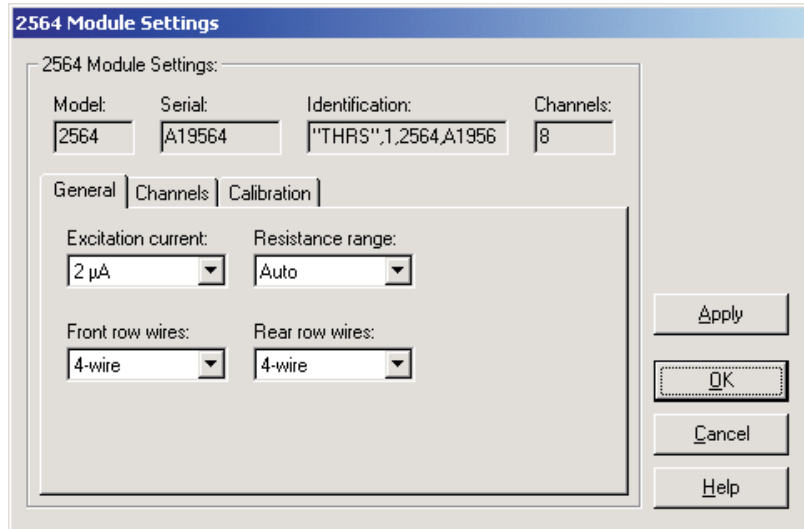 2564 Module Settings
2564 Module Settings:
Model: Serial: Identification: Channels:
2564 A19564 "THRS",1,2564,A1956 8
General Channels Calibration
Excitation current: Resistance range:
2 µA Auto
Front row wires: Rear row wires:
4-wire 4-wire
Apply
OK
Cancel
Help